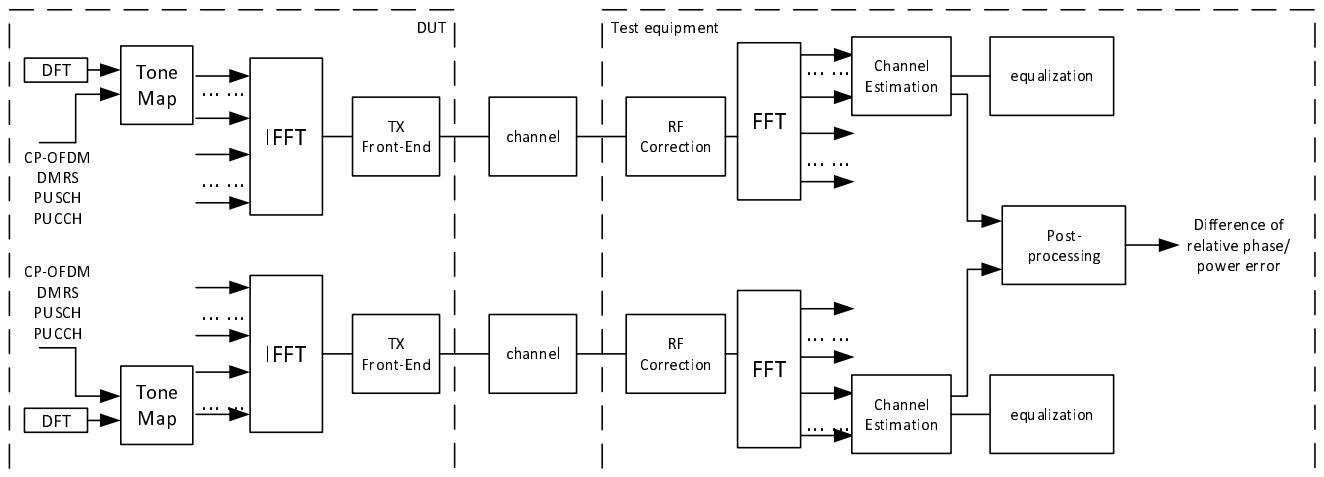 DUT
Test equipment
DFT
Tone
Map
... ...
... ...
CP-OFDM
DMRS
PUSCH
PUCCH
IFFT
TX
Front-End
channel
RF
Correction
FFT
... ...
... ...
Channel
Estimation
equalization
Post-
processing
Difference of
relative phase/
power error
CP-OFDM
DMRS
PUSCH
PUCCH
DFT
Tone
Map
... ...
... ...
IFFT
TX
Front-End
channel
RF
Correction
FFT
... ...
... ...
Channel
Estimation
equalization